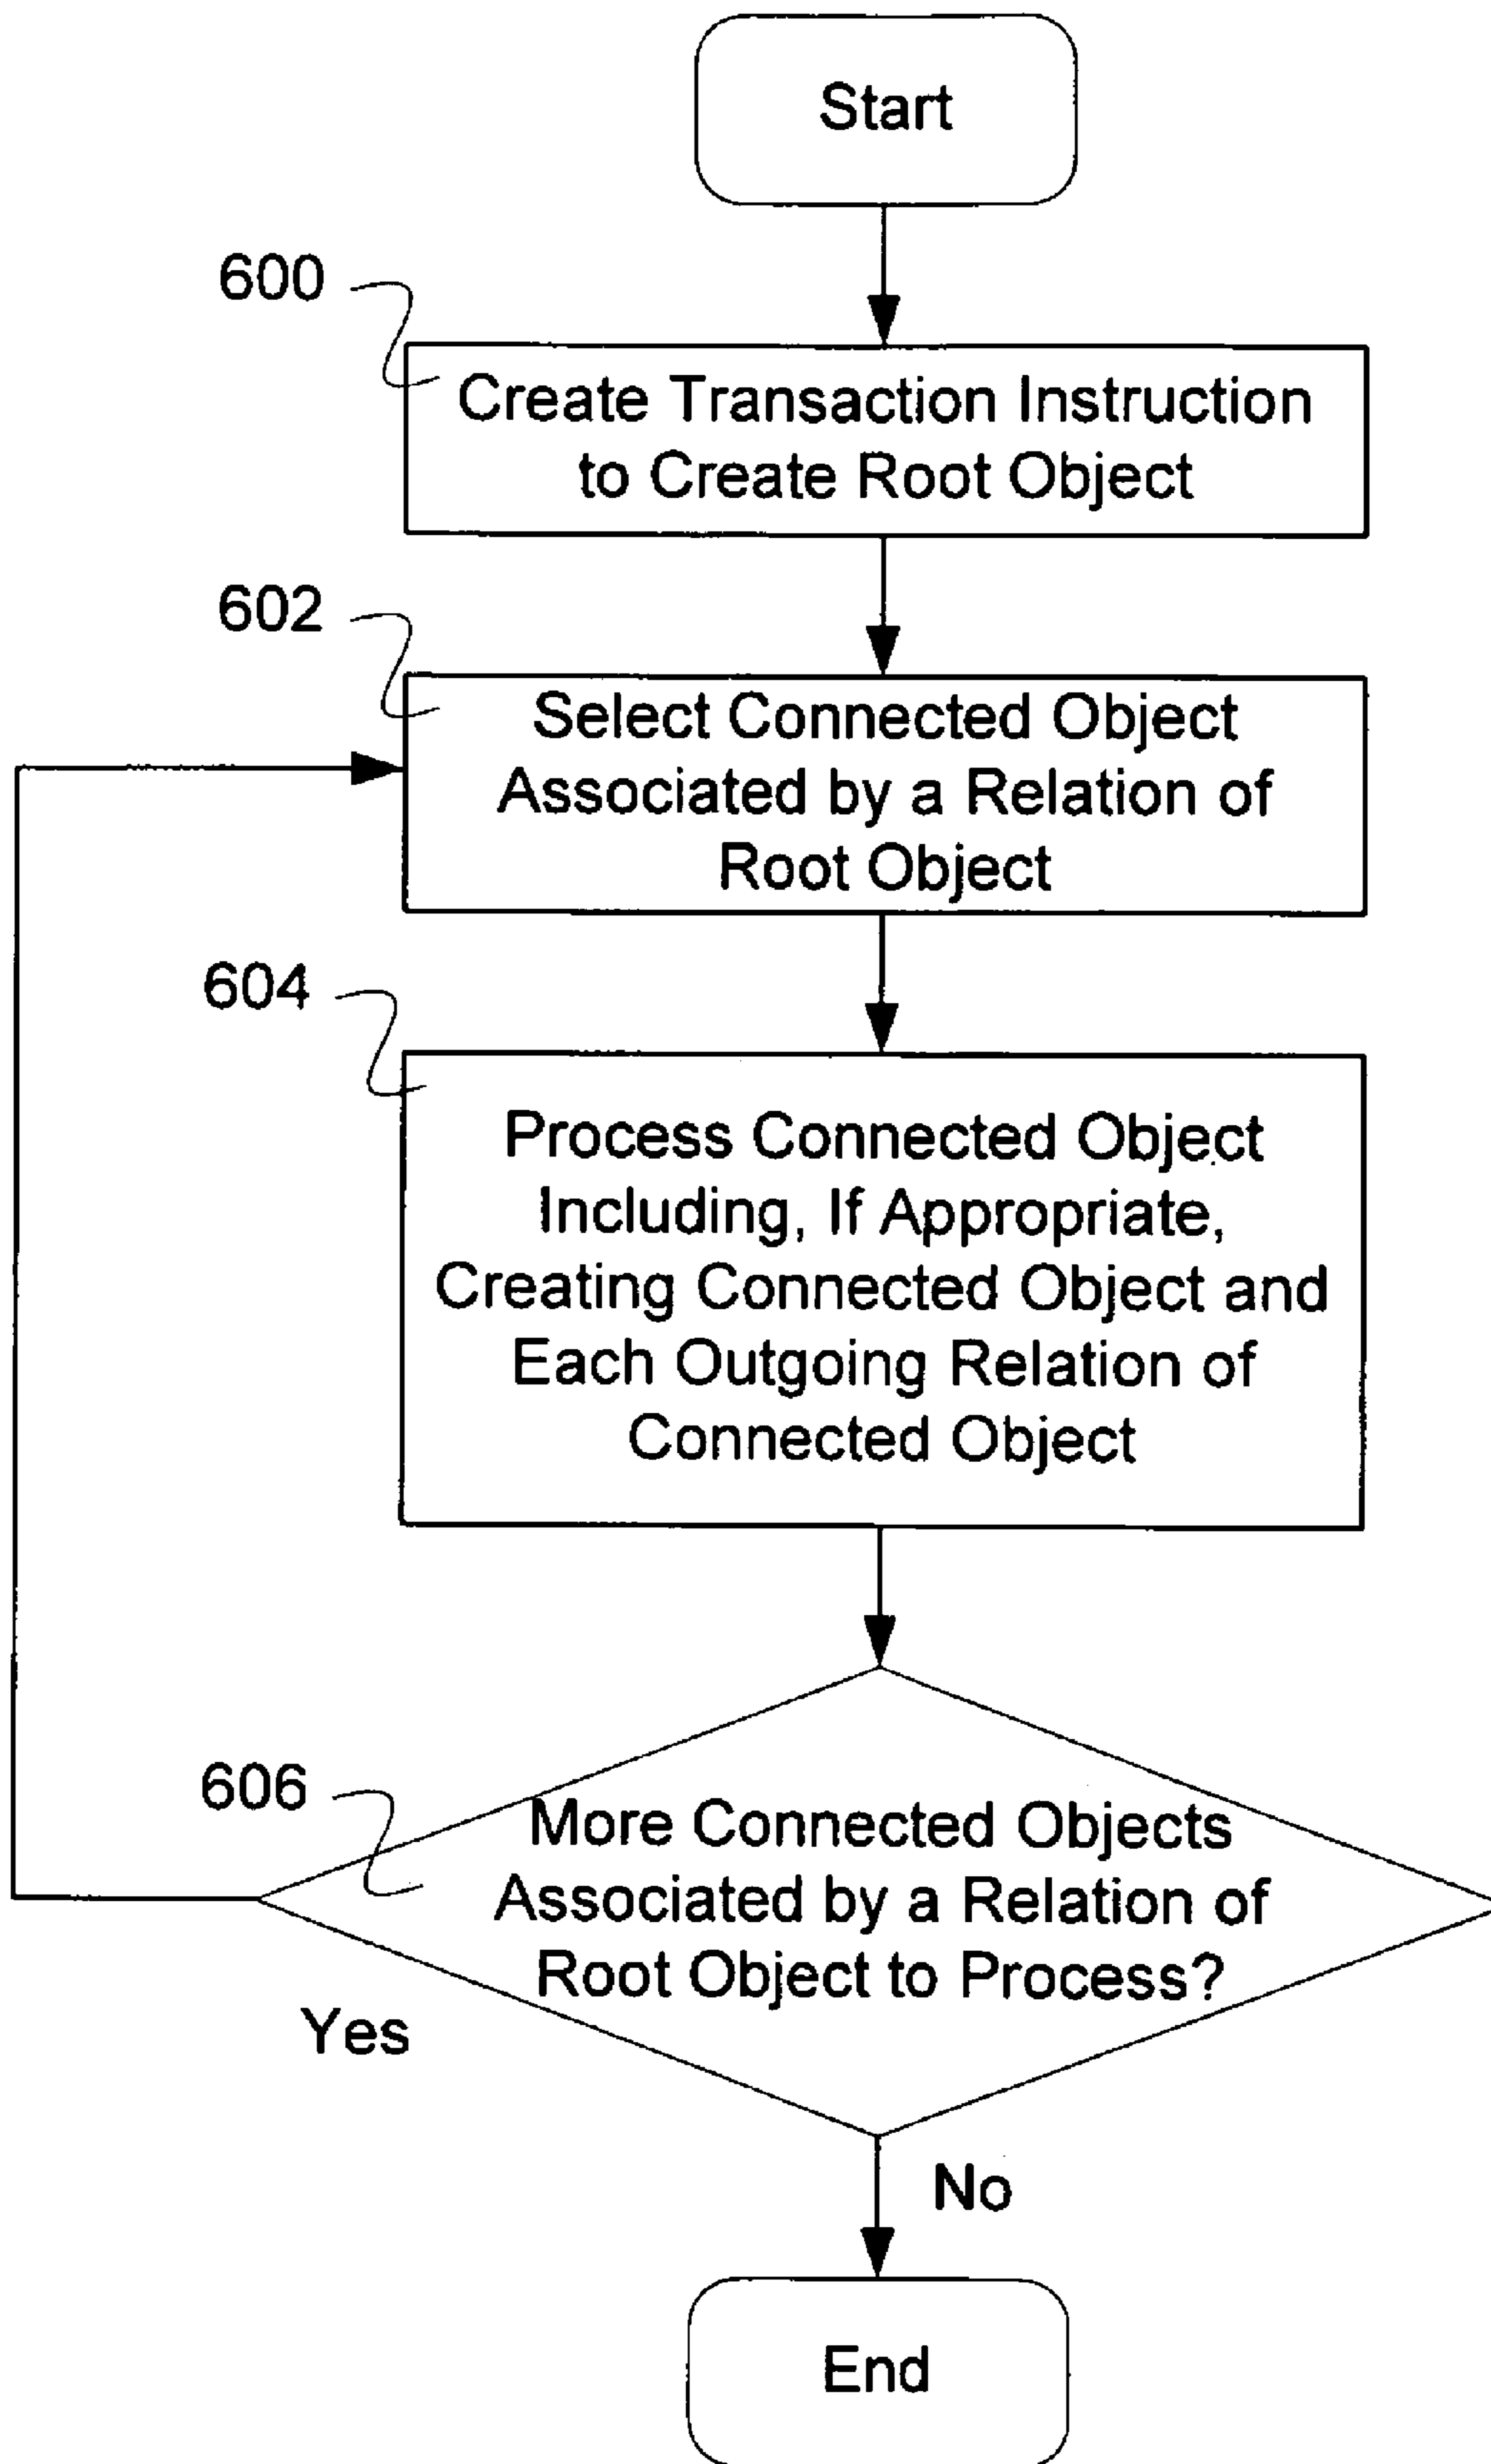 Start
600
Create Transaction Instruction
to Create Root Object
602
Select Connected Object
Associated by a Relation of
Root Object
604
Process Connected Object
Including, If Appropriate,
Creating Connected Object and
Each Outgoing Relation of
Connected Object
606
More Connected Objects
Associated by a Relation of
Root Object to Process?
Yes
No
End